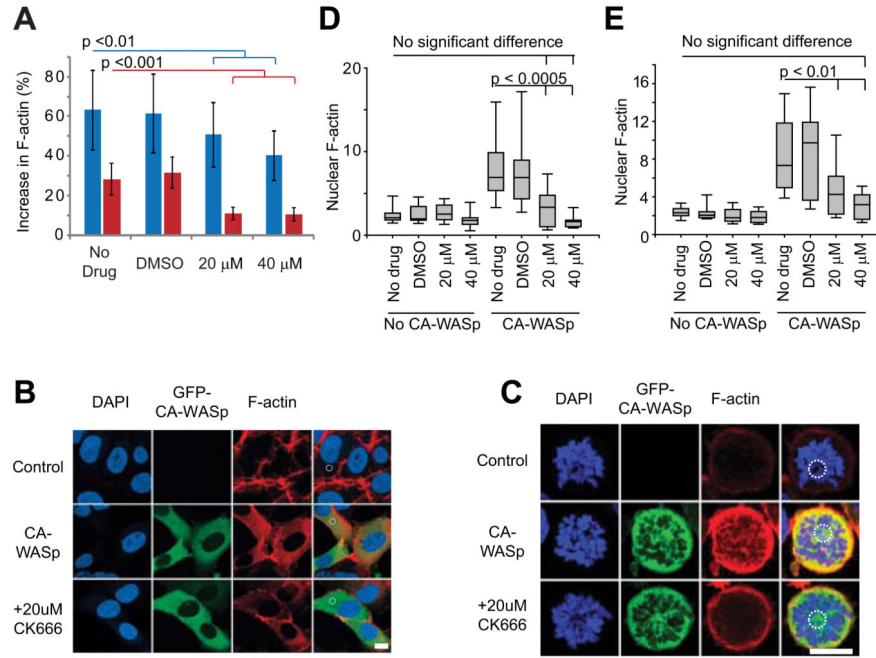 A
p <0.01
p <0.001
Increase in F-actin (%)
100
80
60
40
20
0
No Drug
DMSO
20 μM
40 μM
D
No significant difference
p < 0.0005
Nuclear F-actin
20
10
0
No drug
DMSO
20 μM
40 μM
No drug
DMSO
20 μM
40 μM
No CA-WASp
CA-WASp
E
No significant difference
p < 0.01
Nuclear F-actin
16
12
8
4
0
No drug
DMSO
20 μM
40 μM
No drug
DMSO
20 μM
40 μM
No CA-WASp
CA-WASp
B
DAPI
GFP-
CA-WASp
F-actin
Control
CA-
WASp
+20uM
CK666
C
DAPI
GFP-
CA-WASp
F-actin
Control
CA-
WASp
+20uM
CK666